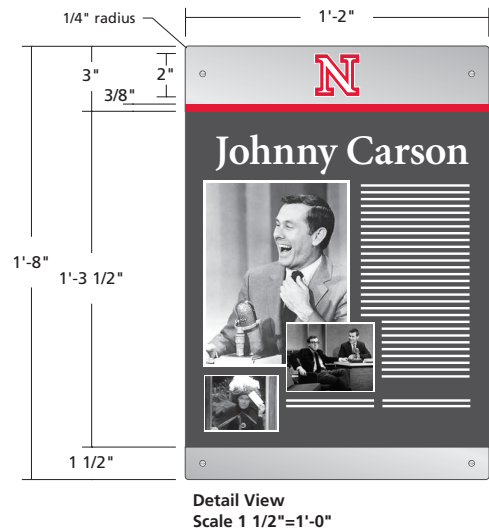 1/4" radius
1'-2"
3"
2"
3/8"
N
Johnny Carson
1'-8"
1'-3 1/2"
1 1/2"
Detail View
Scale 1 1/2"=1'-0"